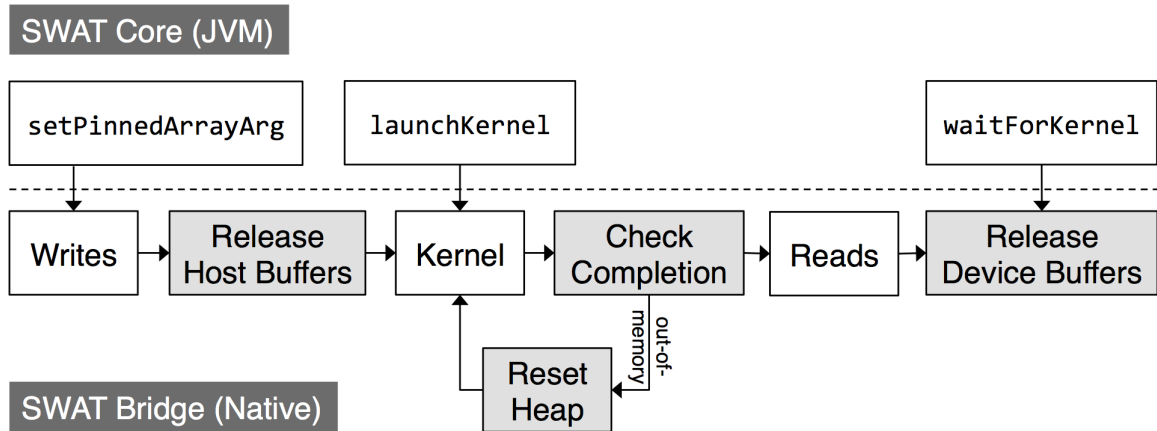 SWAT Core (JVM)
setPinnedArrayArg
launchKernel
waitForKernel
Writes
Release
Host Buffers
Kernel
Check
Completion
Reads
Release
Device Buffers
out-of-
memory
Reset
Heap
SWAT Bridge (Native)